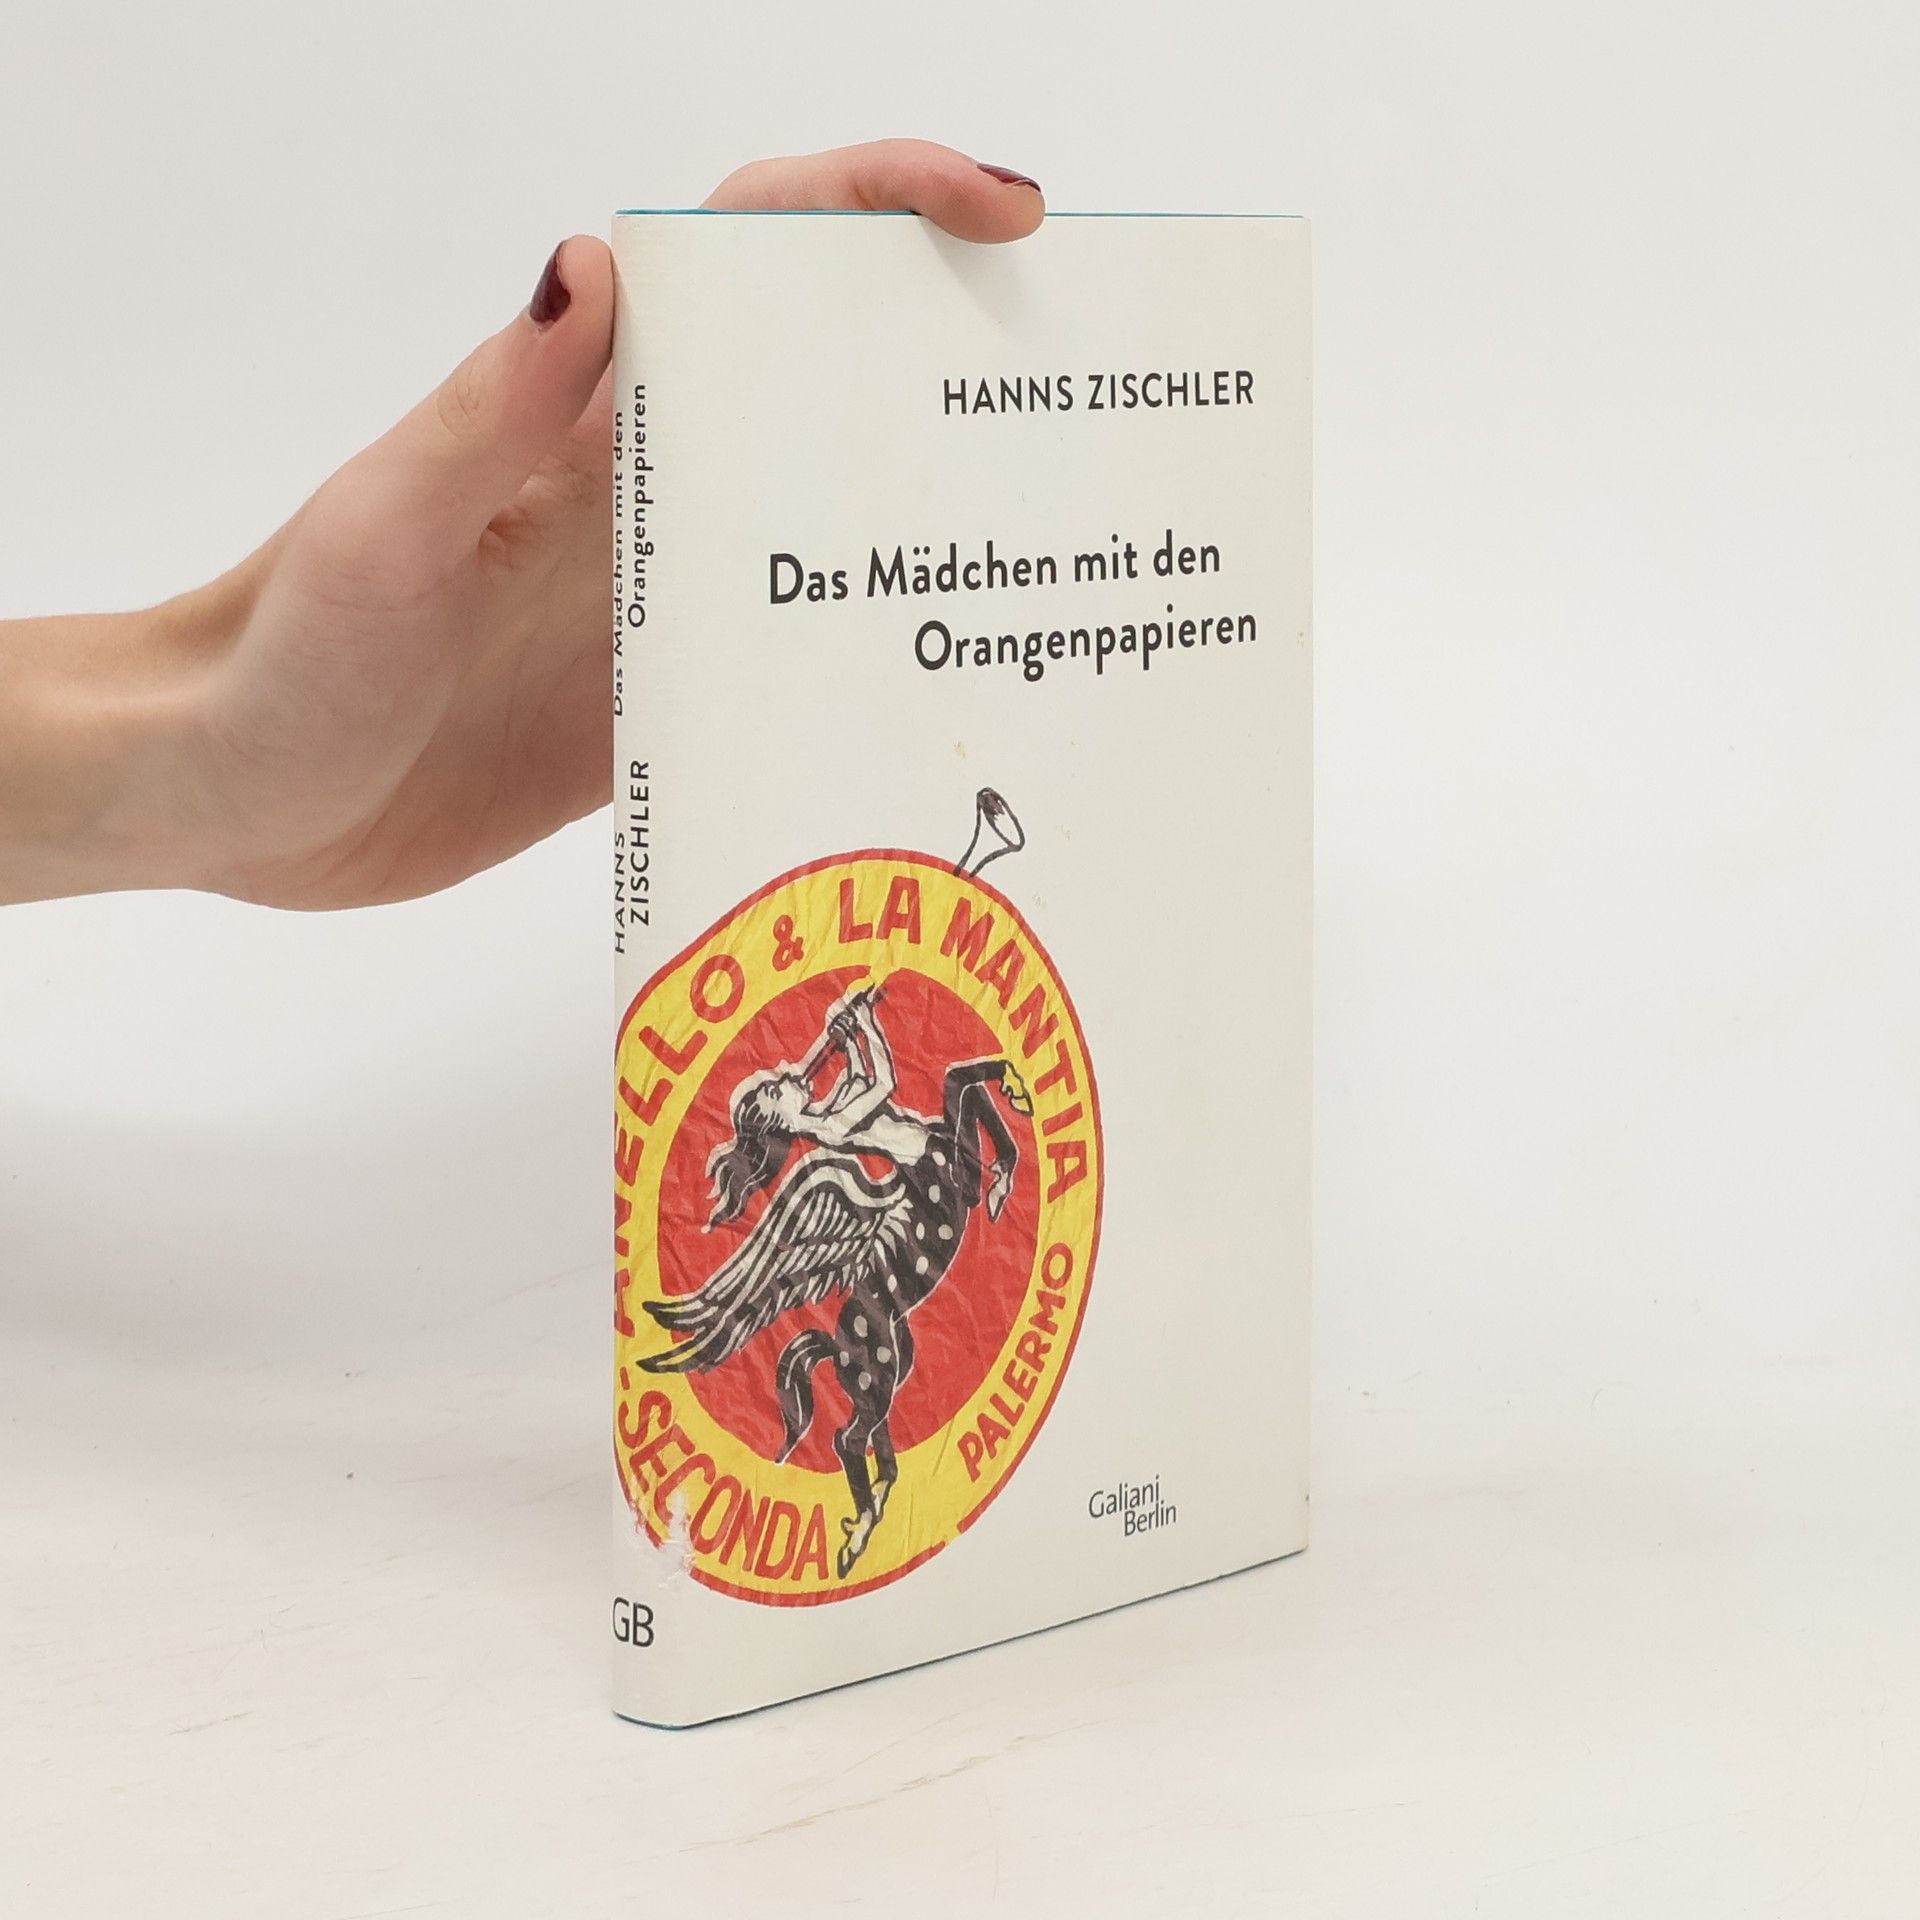 HANNS ZISCHLER
Das Mädchen mit den
Orangenpapieren
Das Mädchen mit den
Orangenpapieren
HANNS
ZISCHLER
GB
ANELLO & LA MANTIA
PALERMO
SECONDA
Galiani
Berlin